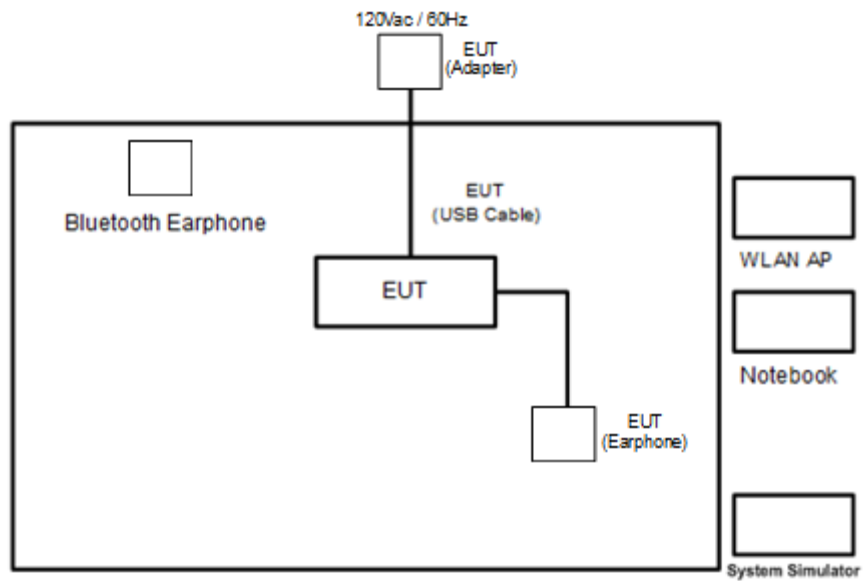 120Vac / 60Hz
EUT
(Adapter)
Bluetooth Earphone
EUT
(USB Cable)
EUT
EUT
(Earphone)
WLAN AP
Notebook
System Simulator